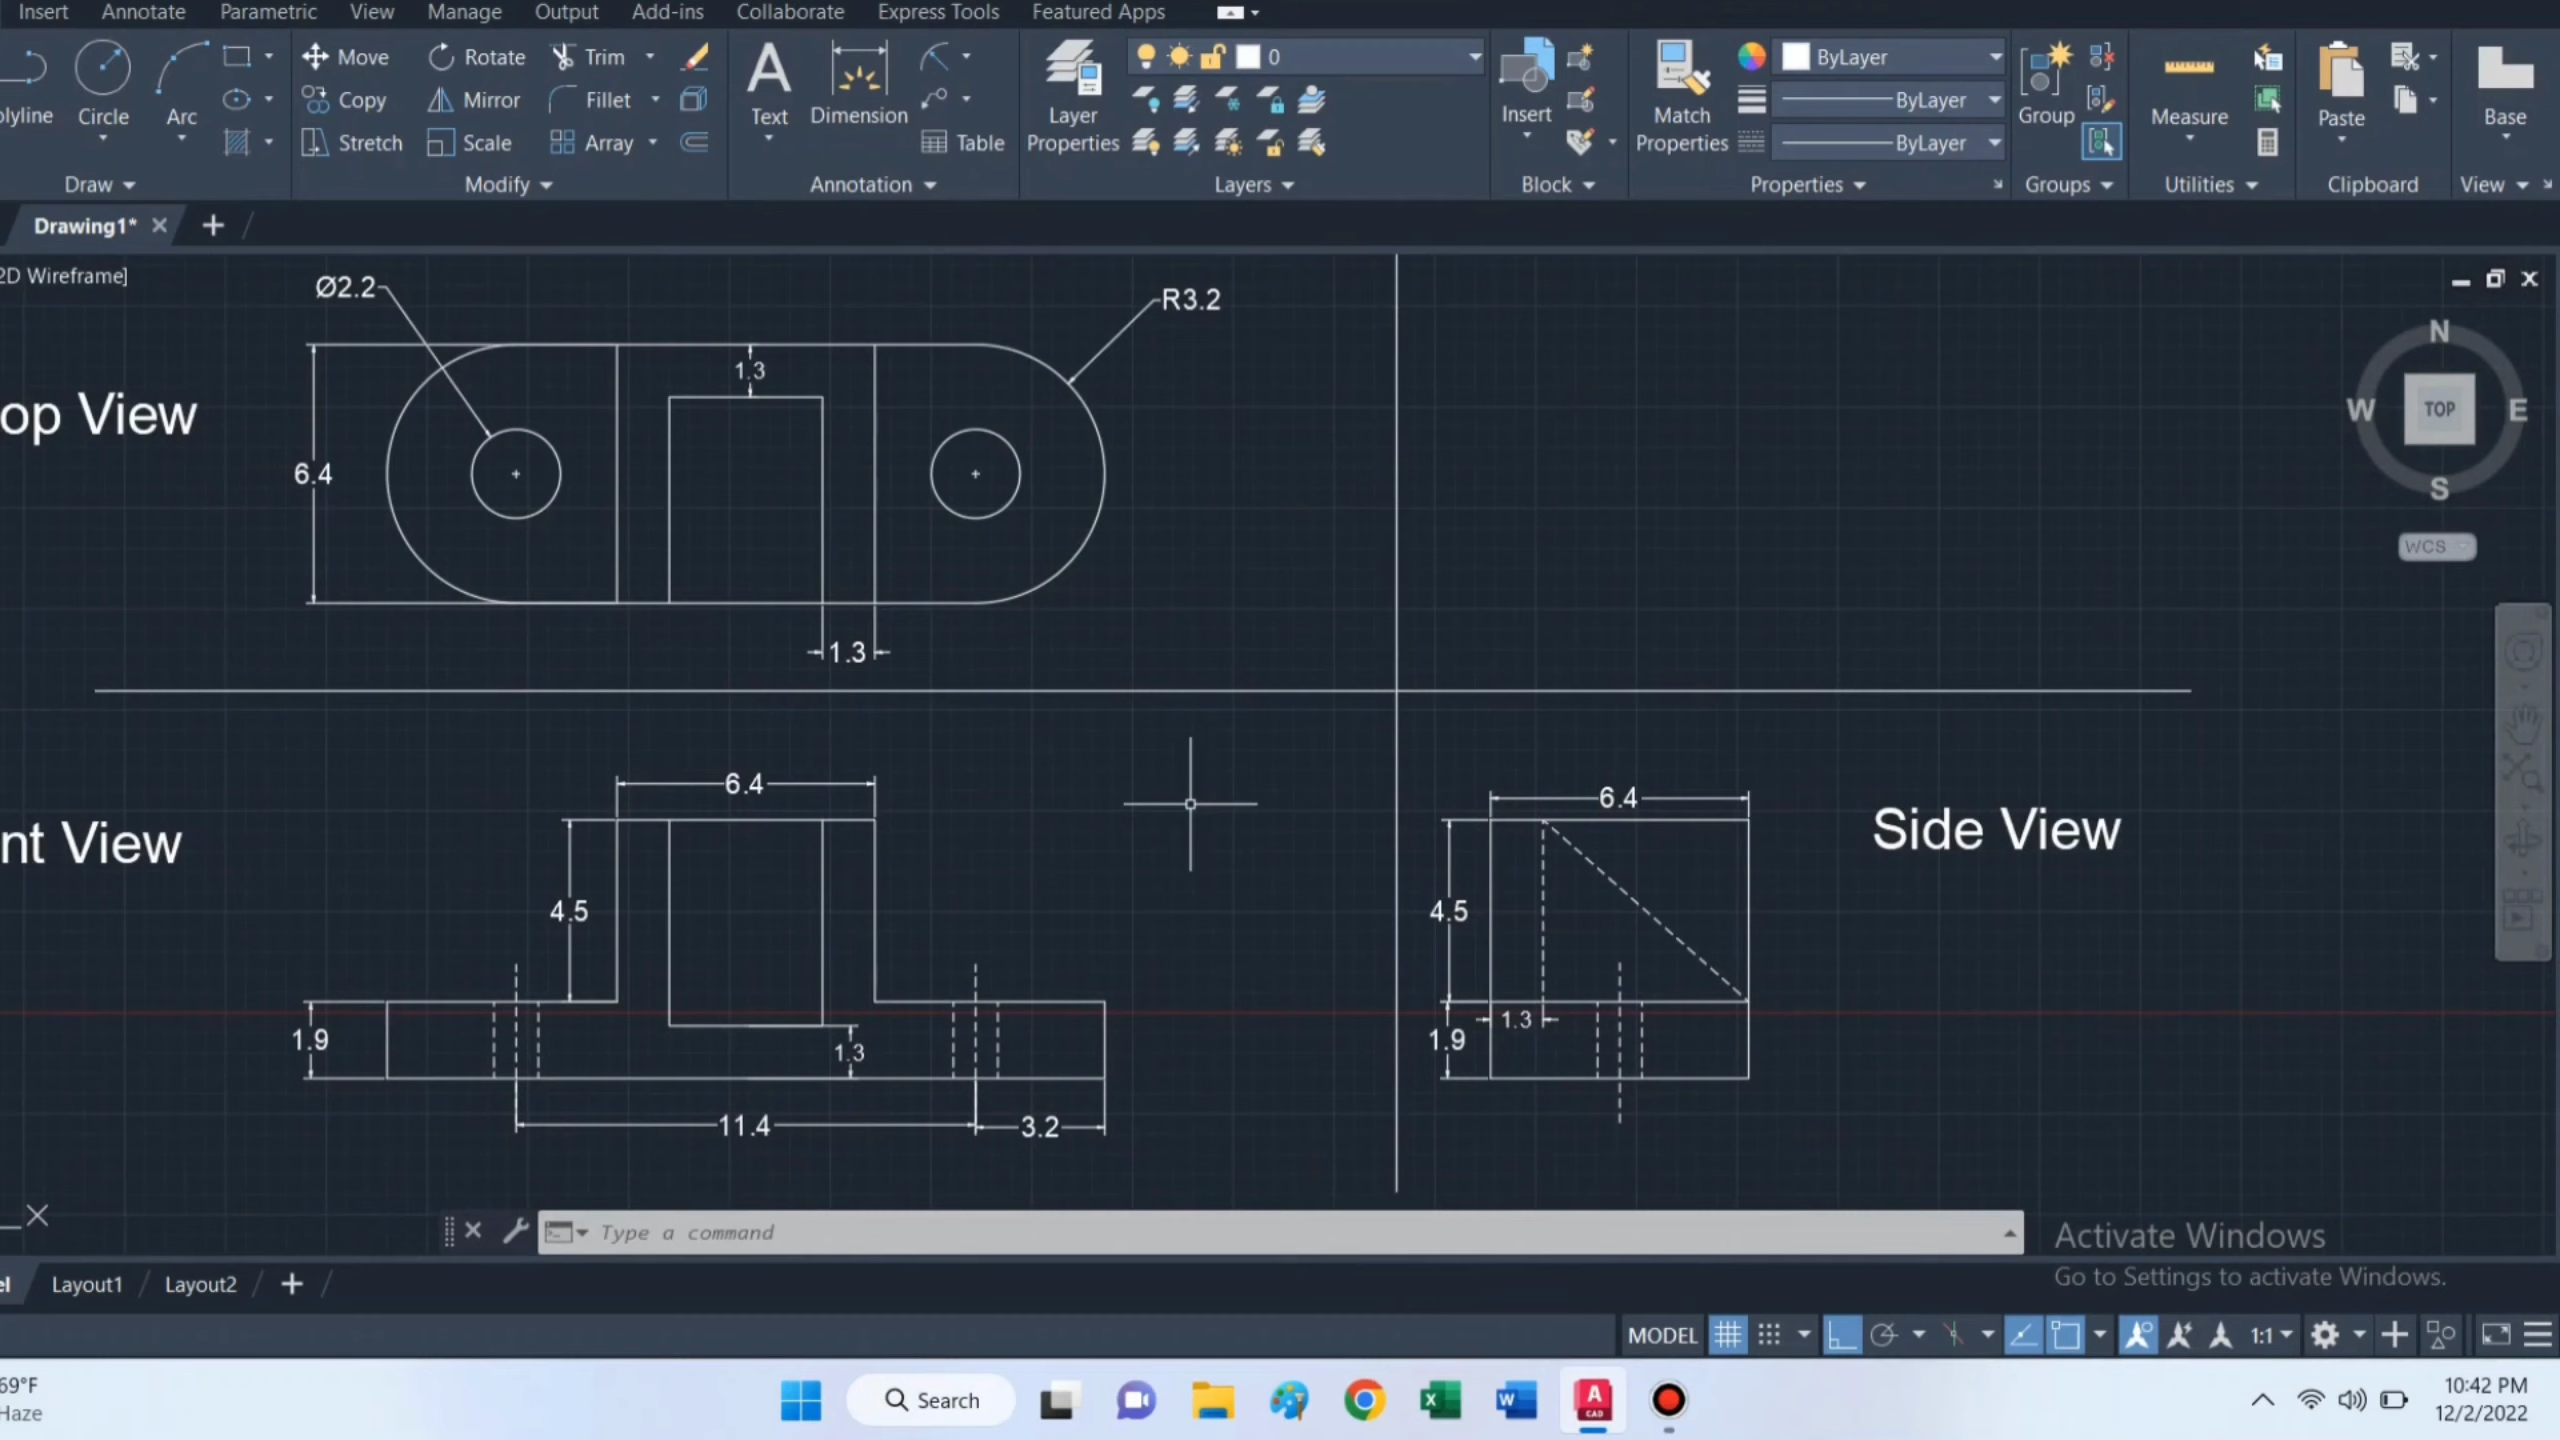 Insert Annotate Parametric View Manage Output Add-ins Collaborate Express Tools Featured Apps
olyline Circle Arc
Move Rotate Trim
Copy Mirror Fillet
Stretch Scale Array
Text Dimension Table
Layer Properties
0
Insert
Match Properties
ByLayer
ByLayer
ByLayer
Group Measure Paste Base
Draw Modify Annotation Layers Block Properties Groups Utilities Clipboard View
Drawing1*
2D Wireframe]
Ø2.2
R3.2
1.3
op View
6.4
1.3
N
W TOP E
S
WCS
6.4
4.5
nt View
1.9
1.3
11.4
3.2
6.4
Side View
4.5
1.3
1.9
Type a command
Activate Windows
Go to Settings to activate Windows.
el Layout1 Layout2
MODEL 1:1
69°F
Haze
Search
X
W
A
CAD
10:42 PM
12/2/2022